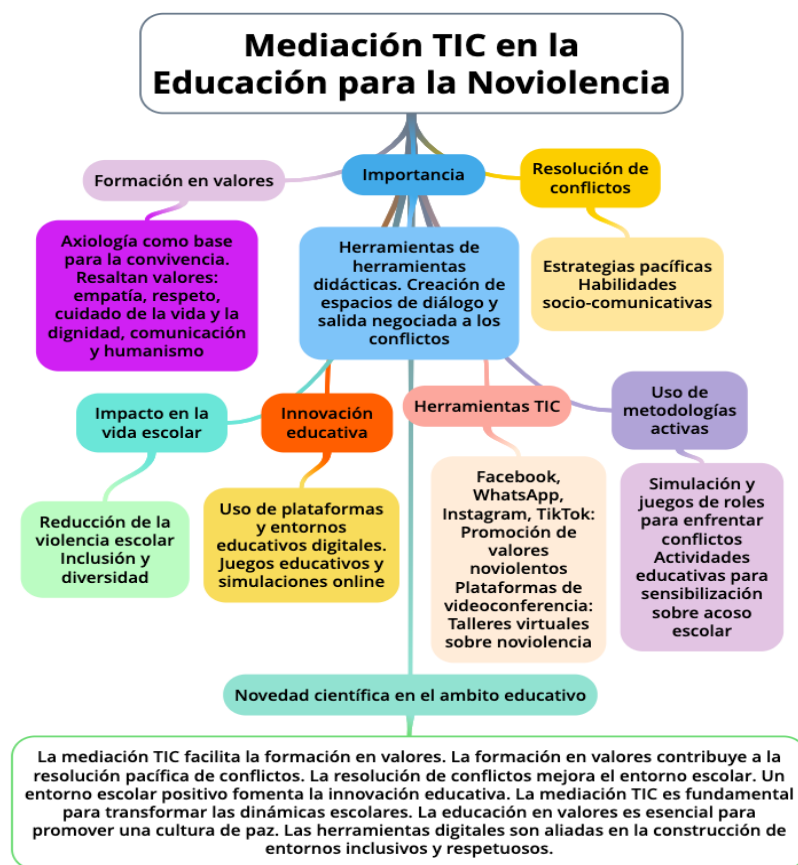 Mediación TIC en la
Educación para la Noviolencia
Formación en valores
Importancia
Resolución de
conflictos
Axiología como base
para la convivencia.
Resaltan valores:
empatía, respeto,
cuidado de la vida y la
dignidad, comunicación
y humanismo
Herramientas de
herramientas
didácticas. Creación de
espacios de diálogo y
salida negociada a los
conflictos
Estrategias pacíficas
Habilidades
socio-comunicativas
Impacto en la
vida escolar
Innovación
educativa
Herramientas TIC
Uso de
metodologías
activas
Reducción de la
violencia escolar
Inclusión y
diversidad
Uso de plataformas
y entornos
educativos digitales.
Juegos educativos y
simulaciones online
Facebook,
WhatsApp,
Instagram, TikTok:
Promoción de
valores
noviolentos
Plataformas de
videoconferencia:
Talleres virtuales
sobre noviolencia
Simulación y
juegos de roles
para enfrentar
conflictos
Actividades
educativas para
sensibilización
sobre acoso
escolar
Novedad científica en el ambito educativo
La mediación TIC facilita la formación en valores. La formación en valores contribuye a la
resolución pacífica de conflictos. La resolución de conflictos mejora el entorno escolar. Un
entorno escolar positivo fomenta la innovación educativa. La mediación TIC es fundamental
para transformar las dinámicas escolares. La educación en valores es esencial para
promover una cultura de paz. Las herramientas digitales son aliadas en la construcción de
entornos inclusivos y respetuosos.